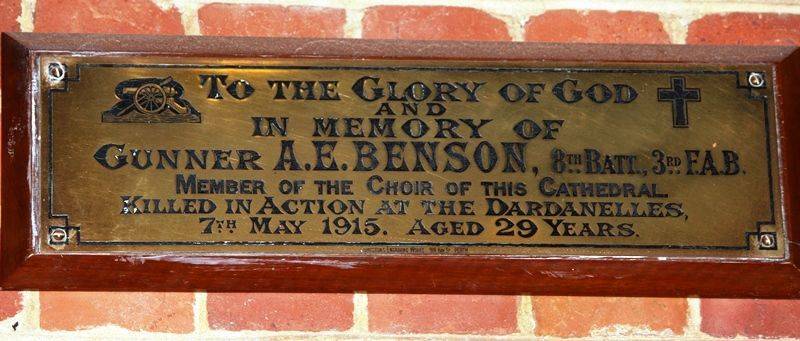 To the Glory of God
and
in Memory of
Gunner A.E. Benson, 8th Batt., 3rd F.A.B.
Member of the Choir of this Cathedral.
Killed in Action at the Dardanelles,
7th May 1915. Aged 29 Years.